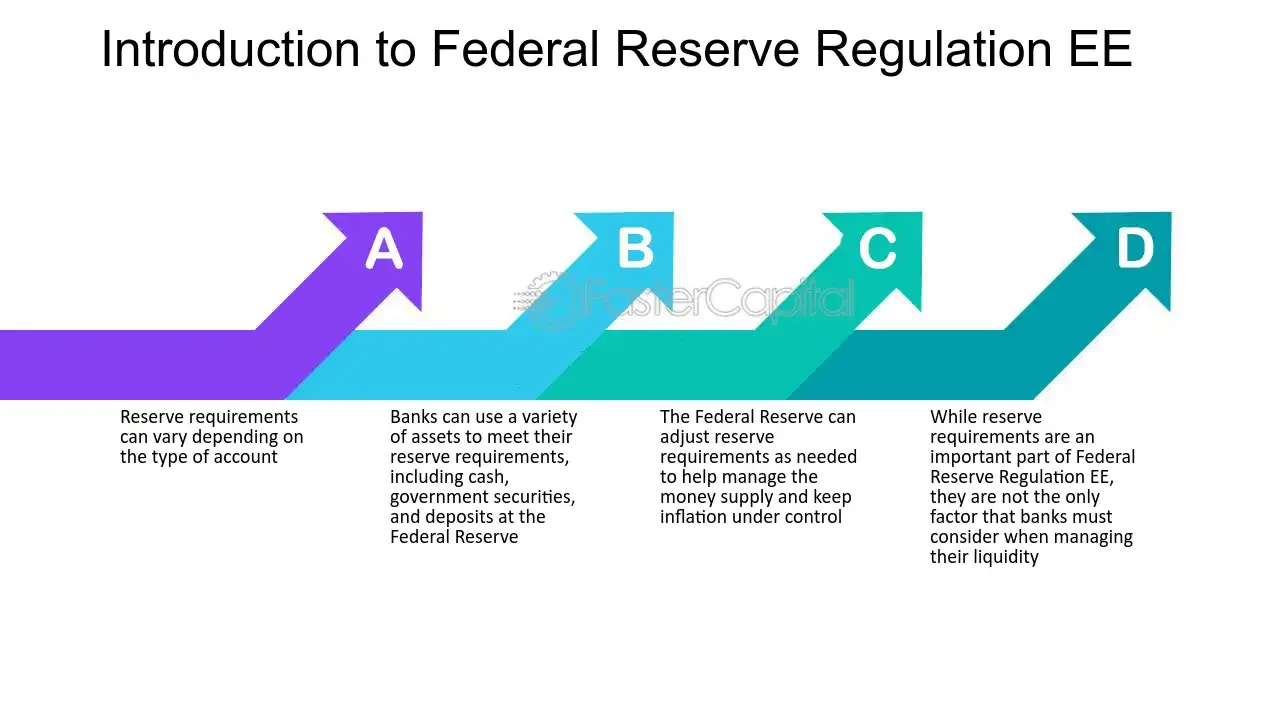 Introduction to Federal Reserve Regulation EE
A
B
C
D
FasterCapital
Reserve requirements
can vary depending on
the type of account
Banks can use a variety
of assets to meet their
reserve requirements,
including cash,
government securities,
and deposits at the
Federal Reserve
The Federal Reserve can
adjust reserve
requirements as needed
to help manage the
money supply and keep
inflation under control
While reserve
requirements are an
important part of Federal
Reserve Regulation EE,
they are not the only
factor that banks must
consider when managing
their liquidity